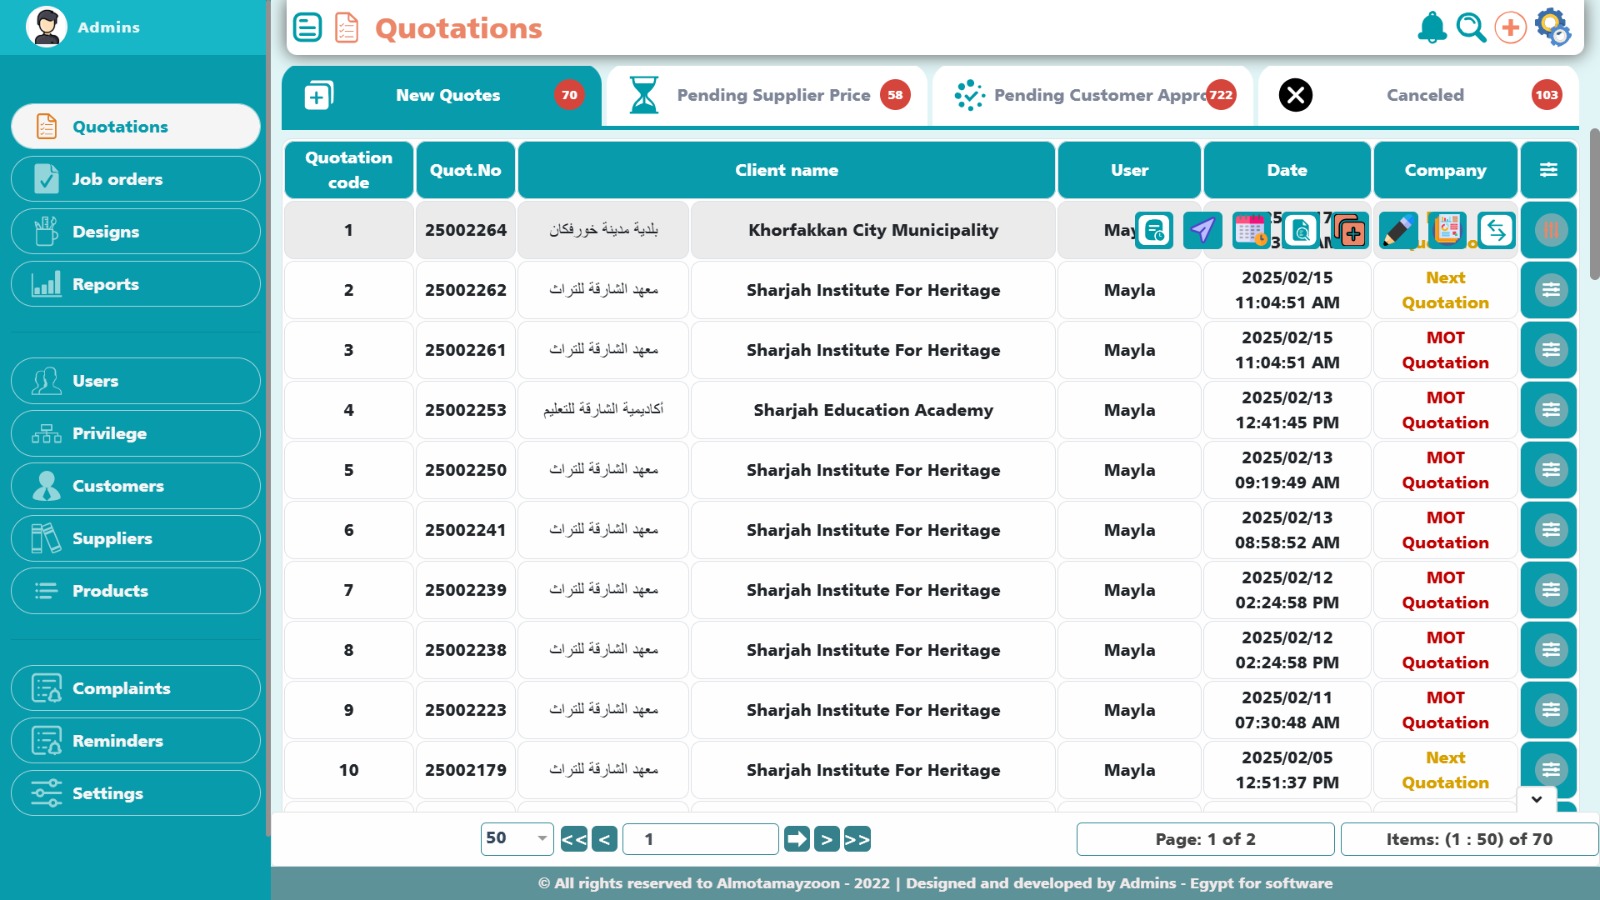 Admins
Quotations
Job orders
Designs
Reports
Users
Privilege
Customers
Suppliers
Products
Complaints
Reminders
Settings
Quotations
New Quotes 70
Pending Supplier Price 58
Pending Customer Appro 722
Canceled 103
Quotation code Quot.No Client name User Date Company
1 25002264 بلدية مدينة خورفكان Khorfakkan City Municipality
2 25002262 معهد الشارقة للتراث Sharjah Institute For Heritage Mayla 2025/02/15 11:04:51 AM Next Quotation
3 25002261 معهد الشارقة للتراث Sharjah Institute For Heritage Mayla 2025/02/15 11:04:51 AM MOT Quotation
4 25002253 أكاديمية الشارقة للتعليم Sharjah Education Academy Mayla 2025/02/13 12:41:45 PM MOT Quotation
5 25002250 معهد الشارقة للتراث Sharjah Institute For Heritage Mayla 2025/02/13 09:19:49 AM MOT Quotation
6 25002241 معهد الشارقة للتراث Sharjah Institute For Heritage Mayla 2025/02/13 08:58:52 AM MOT Quotation
7 25002239 معهد الشارقة للتراث Sharjah Institute For Heritage Mayla 2025/02/12 02:24:58 PM MOT Quotation
8 25002238 معهد الشارقة للتراث Sharjah Institute For Heritage Mayla 2025/02/12 02:24:58 PM MOT Quotation
9 25002223 معهد الشارقة للتراث Sharjah Institute For Heritage Mayla 2025/02/11 07:30:48 AM MOT Quotation
10 25002179 معهد الشارقة للتراث Sharjah Institute For Heritage Mayla 2025/02/05 12:51:37 PM Next Quotation
50 << < 1 > >> Page: 1 of 2 Items: (1 : 50) of 70
© All rights reserved to Almotamayzoon - 2022 | Designed and developed by Admins - Egypt for software